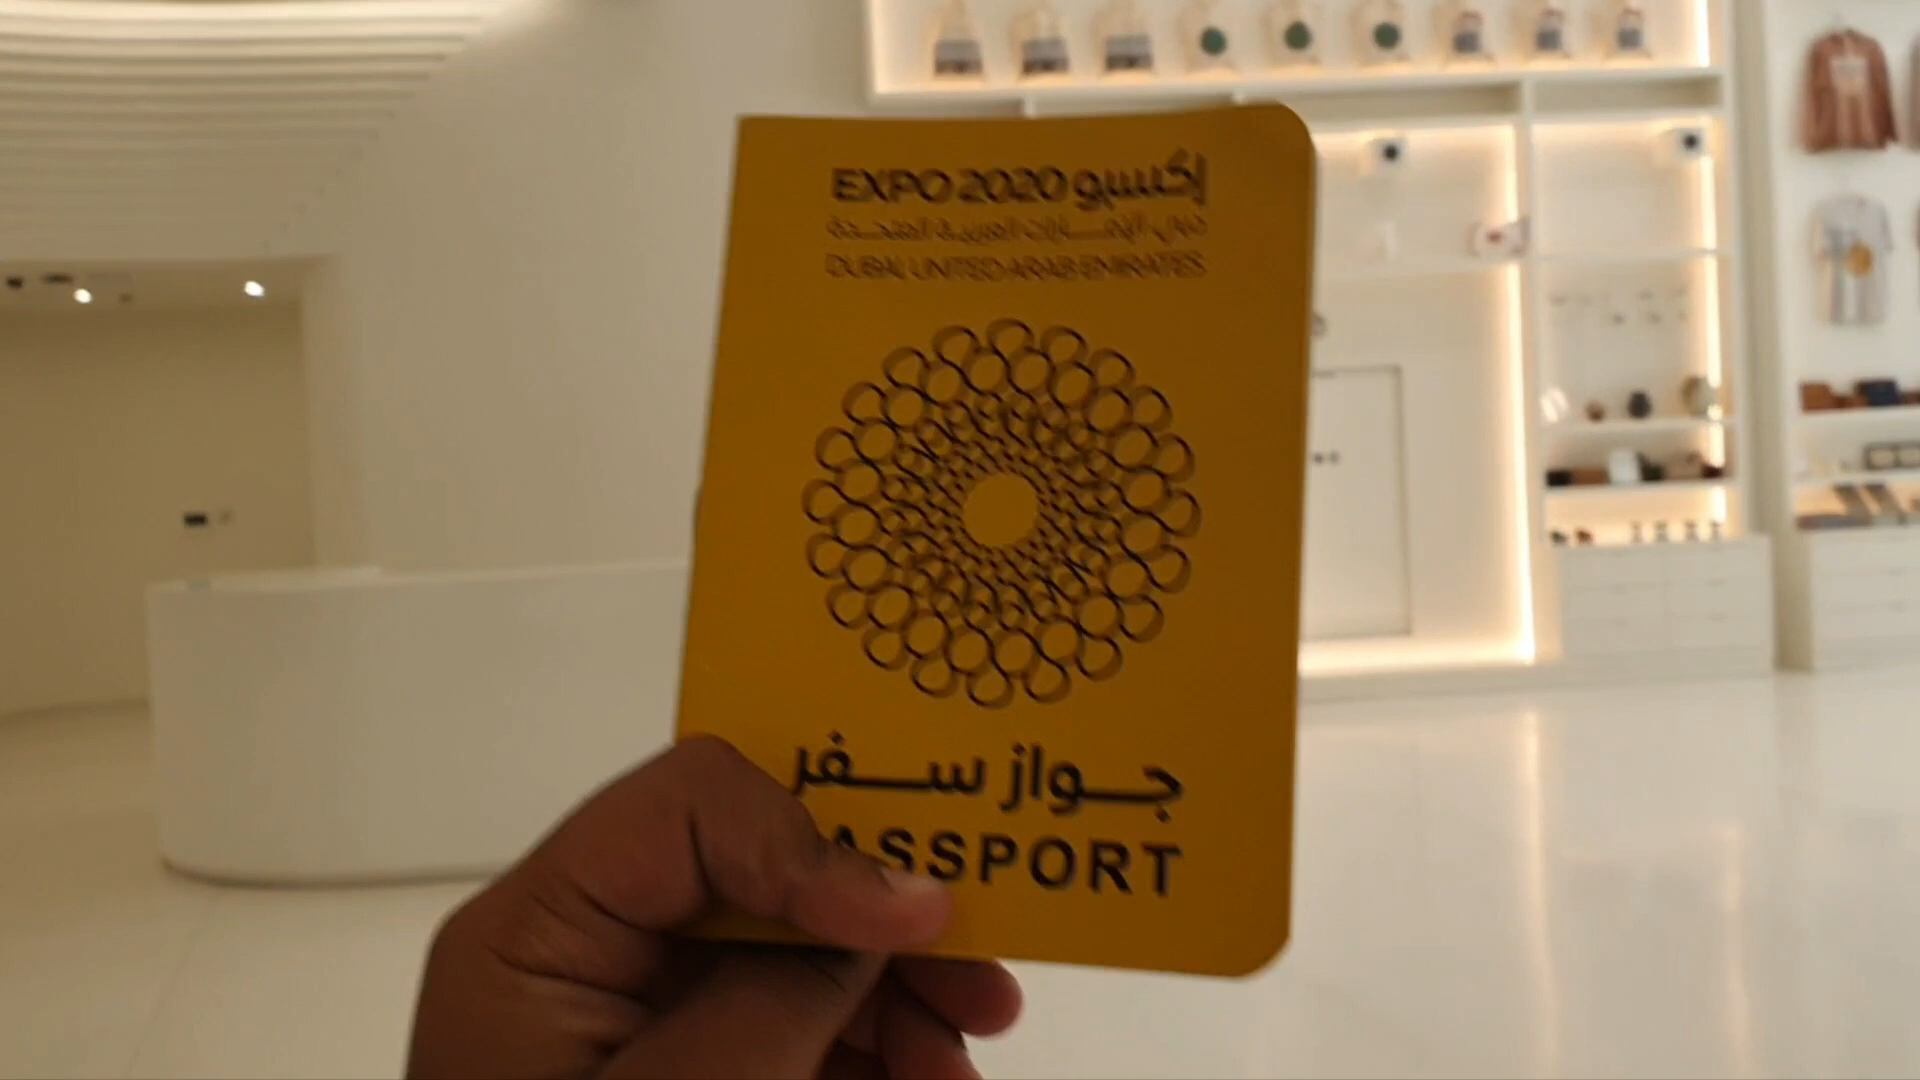 EXPO 2020 إكسبو
دبي، الإمارات العربية المتحدة
DUBAI, UNITED ARAB EMIRATES
جواز سفر
ASSPORT